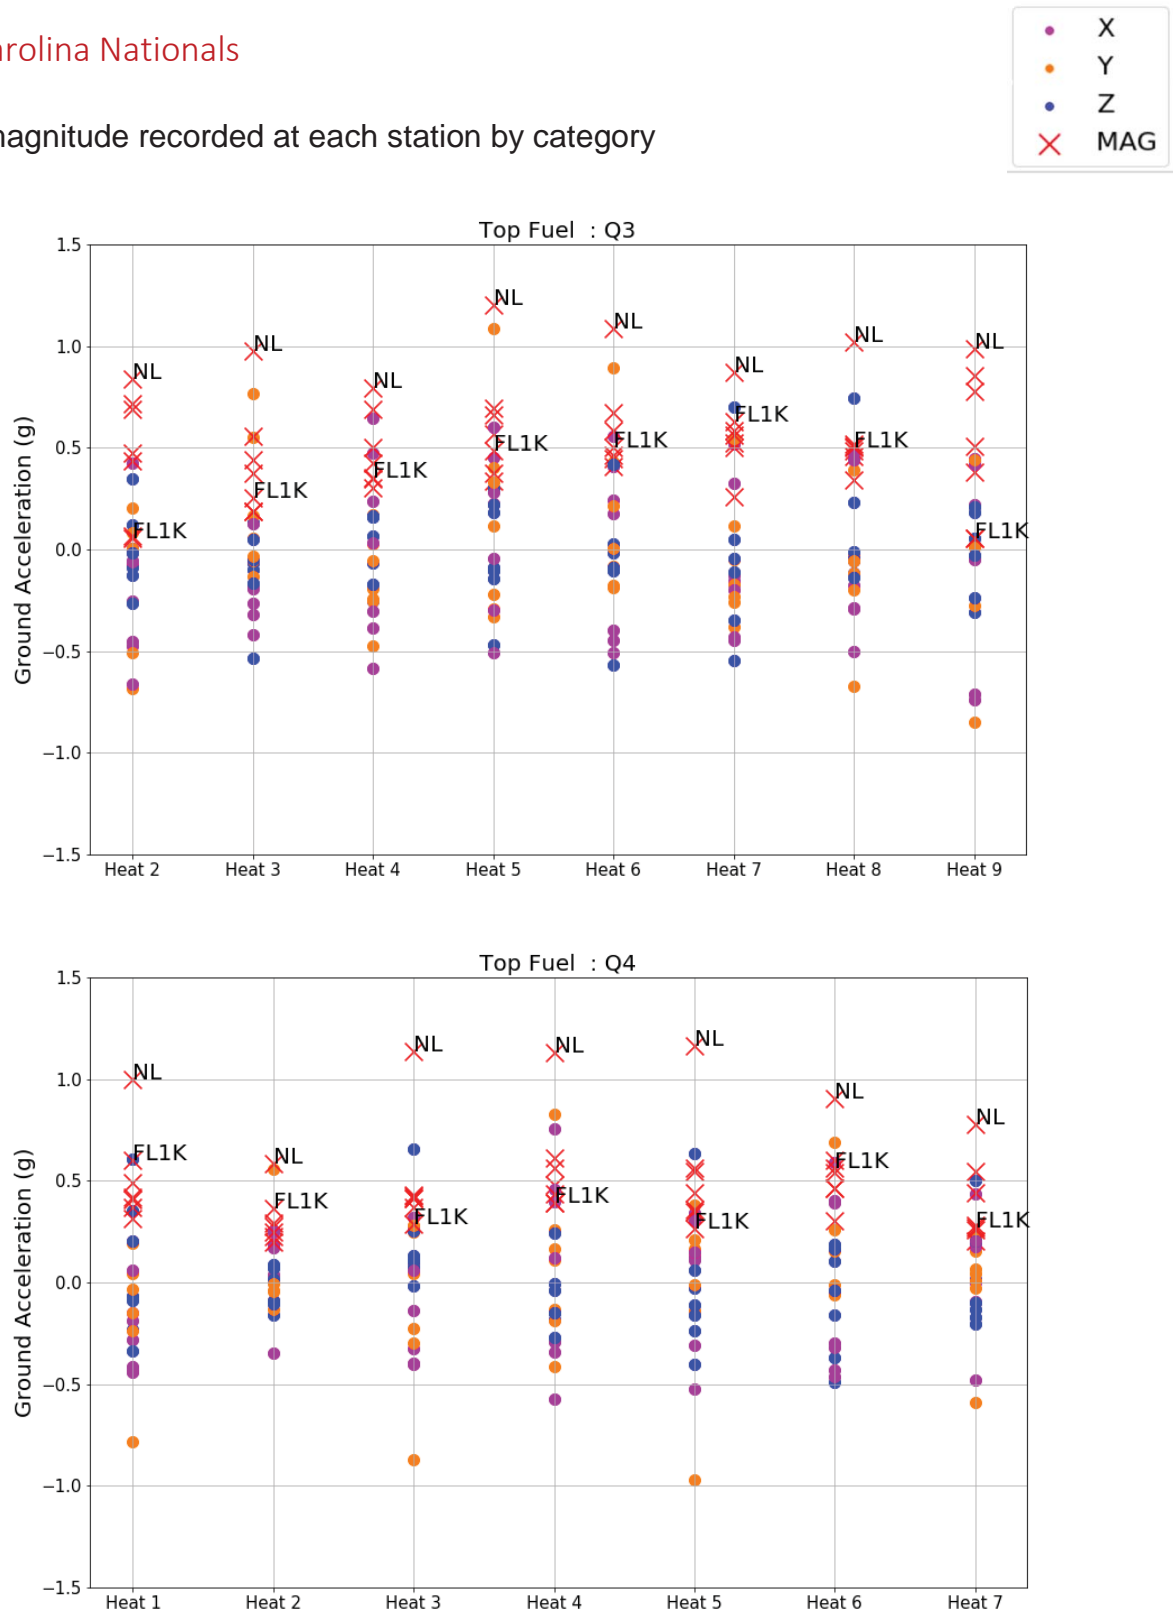 arolina Nationals
magnitude recorded at each station by category
X
Y
Z
MAG
Top Fuel : Q3
Ground Acceleration (g)
1.5
1.0
0.5
0.0
−0.5
−1.0
−1.5
NL
FL1K
NL
FL1K
NL
FL1K
NL
FL1K
NL
FL1K
NL
FL1K
NL
FL1K
NL
FL1K
Heat 2 Heat 3 Heat 4 Heat 5 Heat 6 Heat 7 Heat 8 Heat 9
Top Fuel : Q4
Ground Acceleration (g)
1.5
1.0
0.5
0.0
−0.5
−1.0
−1.5
NL
FL1K
NL
FL1K
NL
FL1K
NL
FL1K
NL
FL1K
NL
FL1K
NL
FL1K
Heat 1 Heat 2 Heat 3 Heat 4 Heat 5 Heat 6 Heat 7